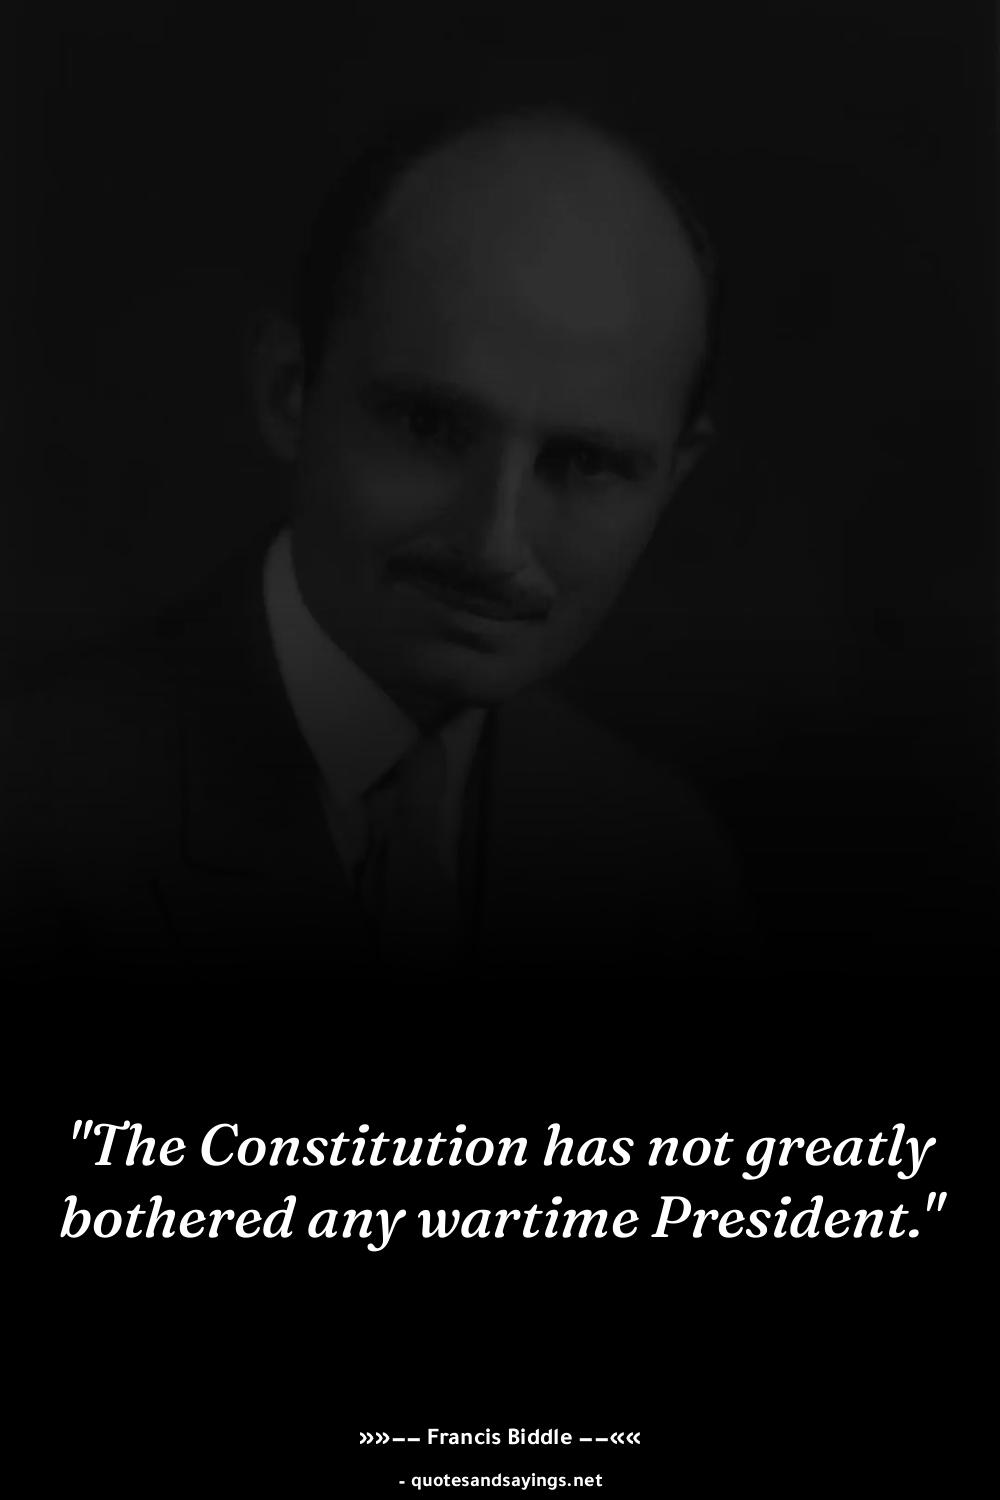 "The Constitution has not greatly
bothered any wartime President."
»»−− Francis Biddle −−««
- quotesandsayings.net